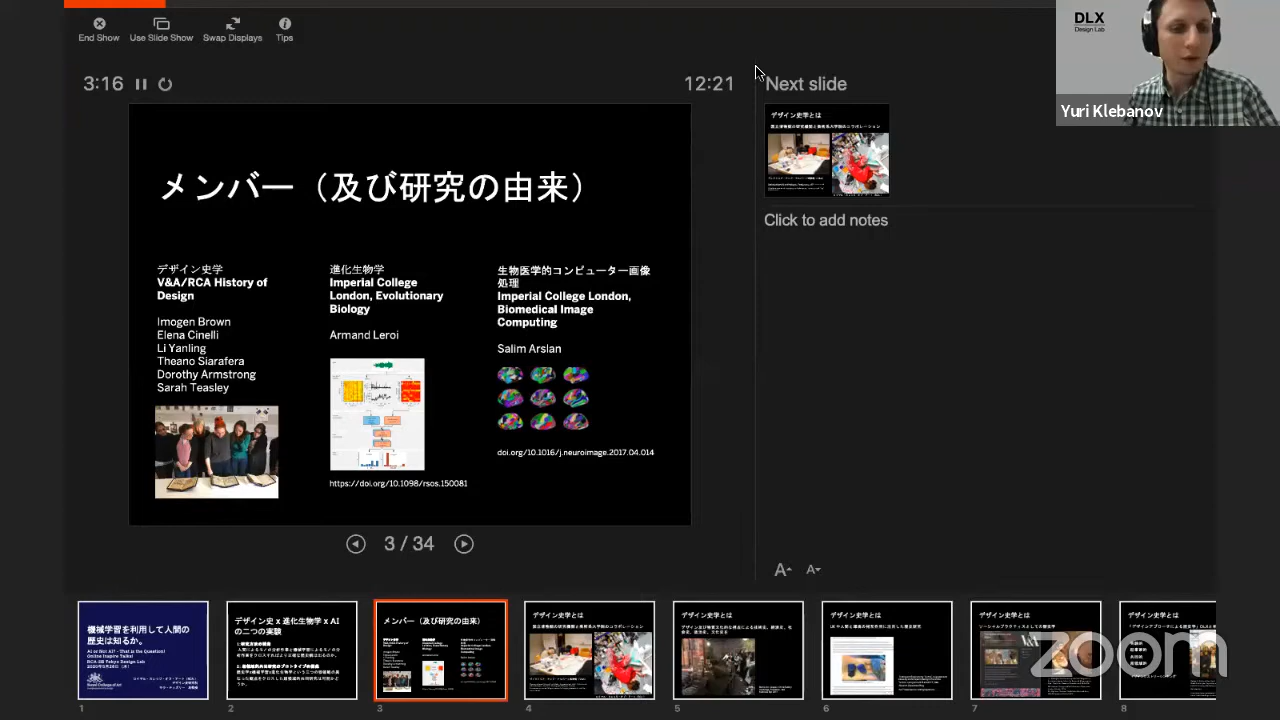 End Show
Use Slide Show
Swap Displays
Tips
DLX
Design Lab
Yuri Klebanov
3:16
12:21
Next slide
デザイン史学とは
Click to add notes
メンバー（及び研究の由来）
デザイン史学
V&A/RCA History of
Design
Imogen Brown
Elena Cinelli
Li Yanling
Theano Siarafera
Dorothy Armstrong
Sarah Teasley
進化生物学
Imperial College
London, Evolutionary
Biology
Armand Leroi
https://doi.org/10.1098/rsos.150081
生物医学的コンピューター画像
処理
Imperial College London,
Biomedical Image
Computing
Salim Arslan
doi.org/10.1016/j.neuroimage.2017.04.014
3 / 34
機械学習を利用して人間の
歴史は知るか。
AI or Not AI? - That is the Question!
デザイン史 x 進化生物学 x AI
の二つの実験
メンバー（及び研究の由来）
デザイン史学とは
デザイン史学とは
デザイン史学とは
デザイン史学とは
デザイン史学とは
zoom
1
2
3
4
5
6
7
8